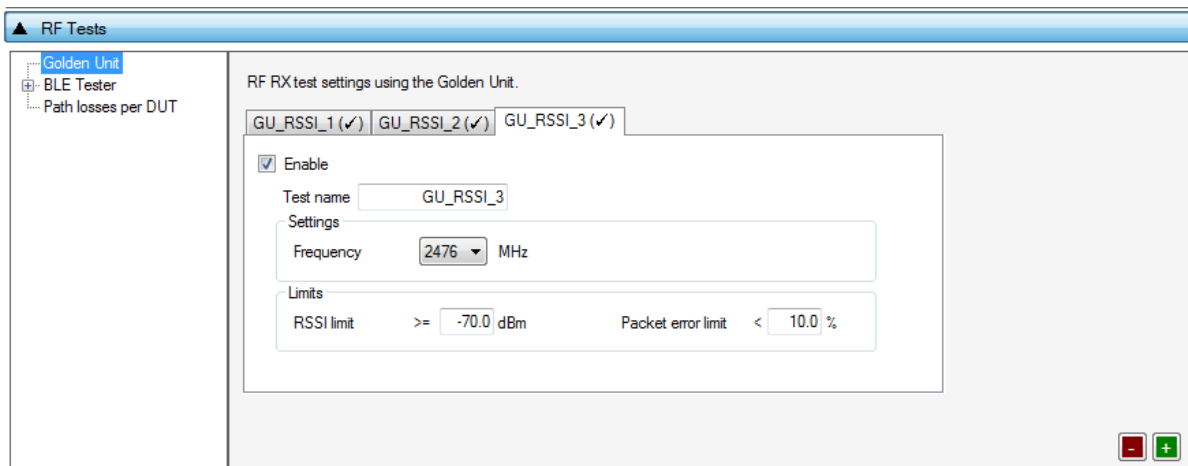 RF Tests
Golden Unit
BLE Tester
Path losses per DUT
RF RX test settings using the Golden Unit.
GU_RSSI_1 (✓) GU_RSSI_2 (✓) GU_RSSI_3 (✓)
Enable
Test name GU_RSSI_3
Settings
Frequency 2476 MHz
Limits
RSSI limit >= -70.0 dBm Packet error limit < 10.0 %
- +